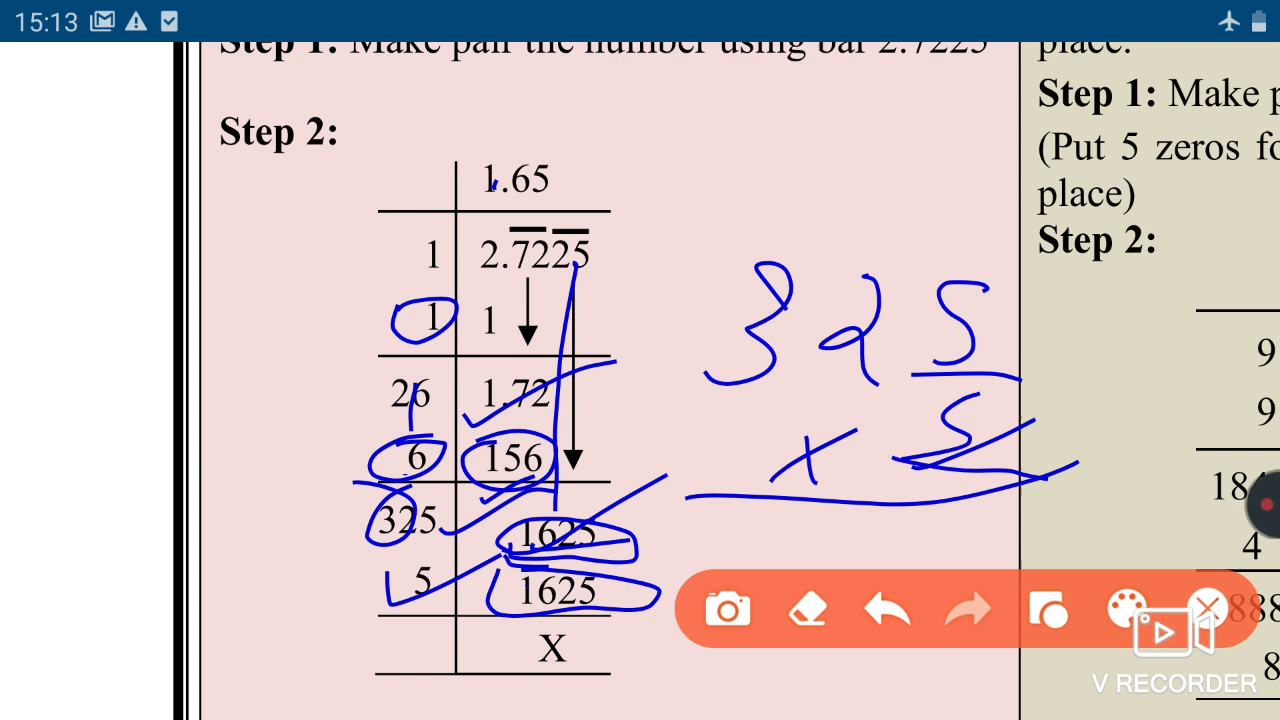 15:13
Step 1: Make pair the number using bar 2.7225
Step 2:
1.65
1 2.7225
1 1
26 1.72
6 156
325 1625
5 1625
X
325
× 5
place.
Step 1: Make p
(Put 5 zeros fo
place)
Step 2:
9
9
18
4
888
8
V RECORDER